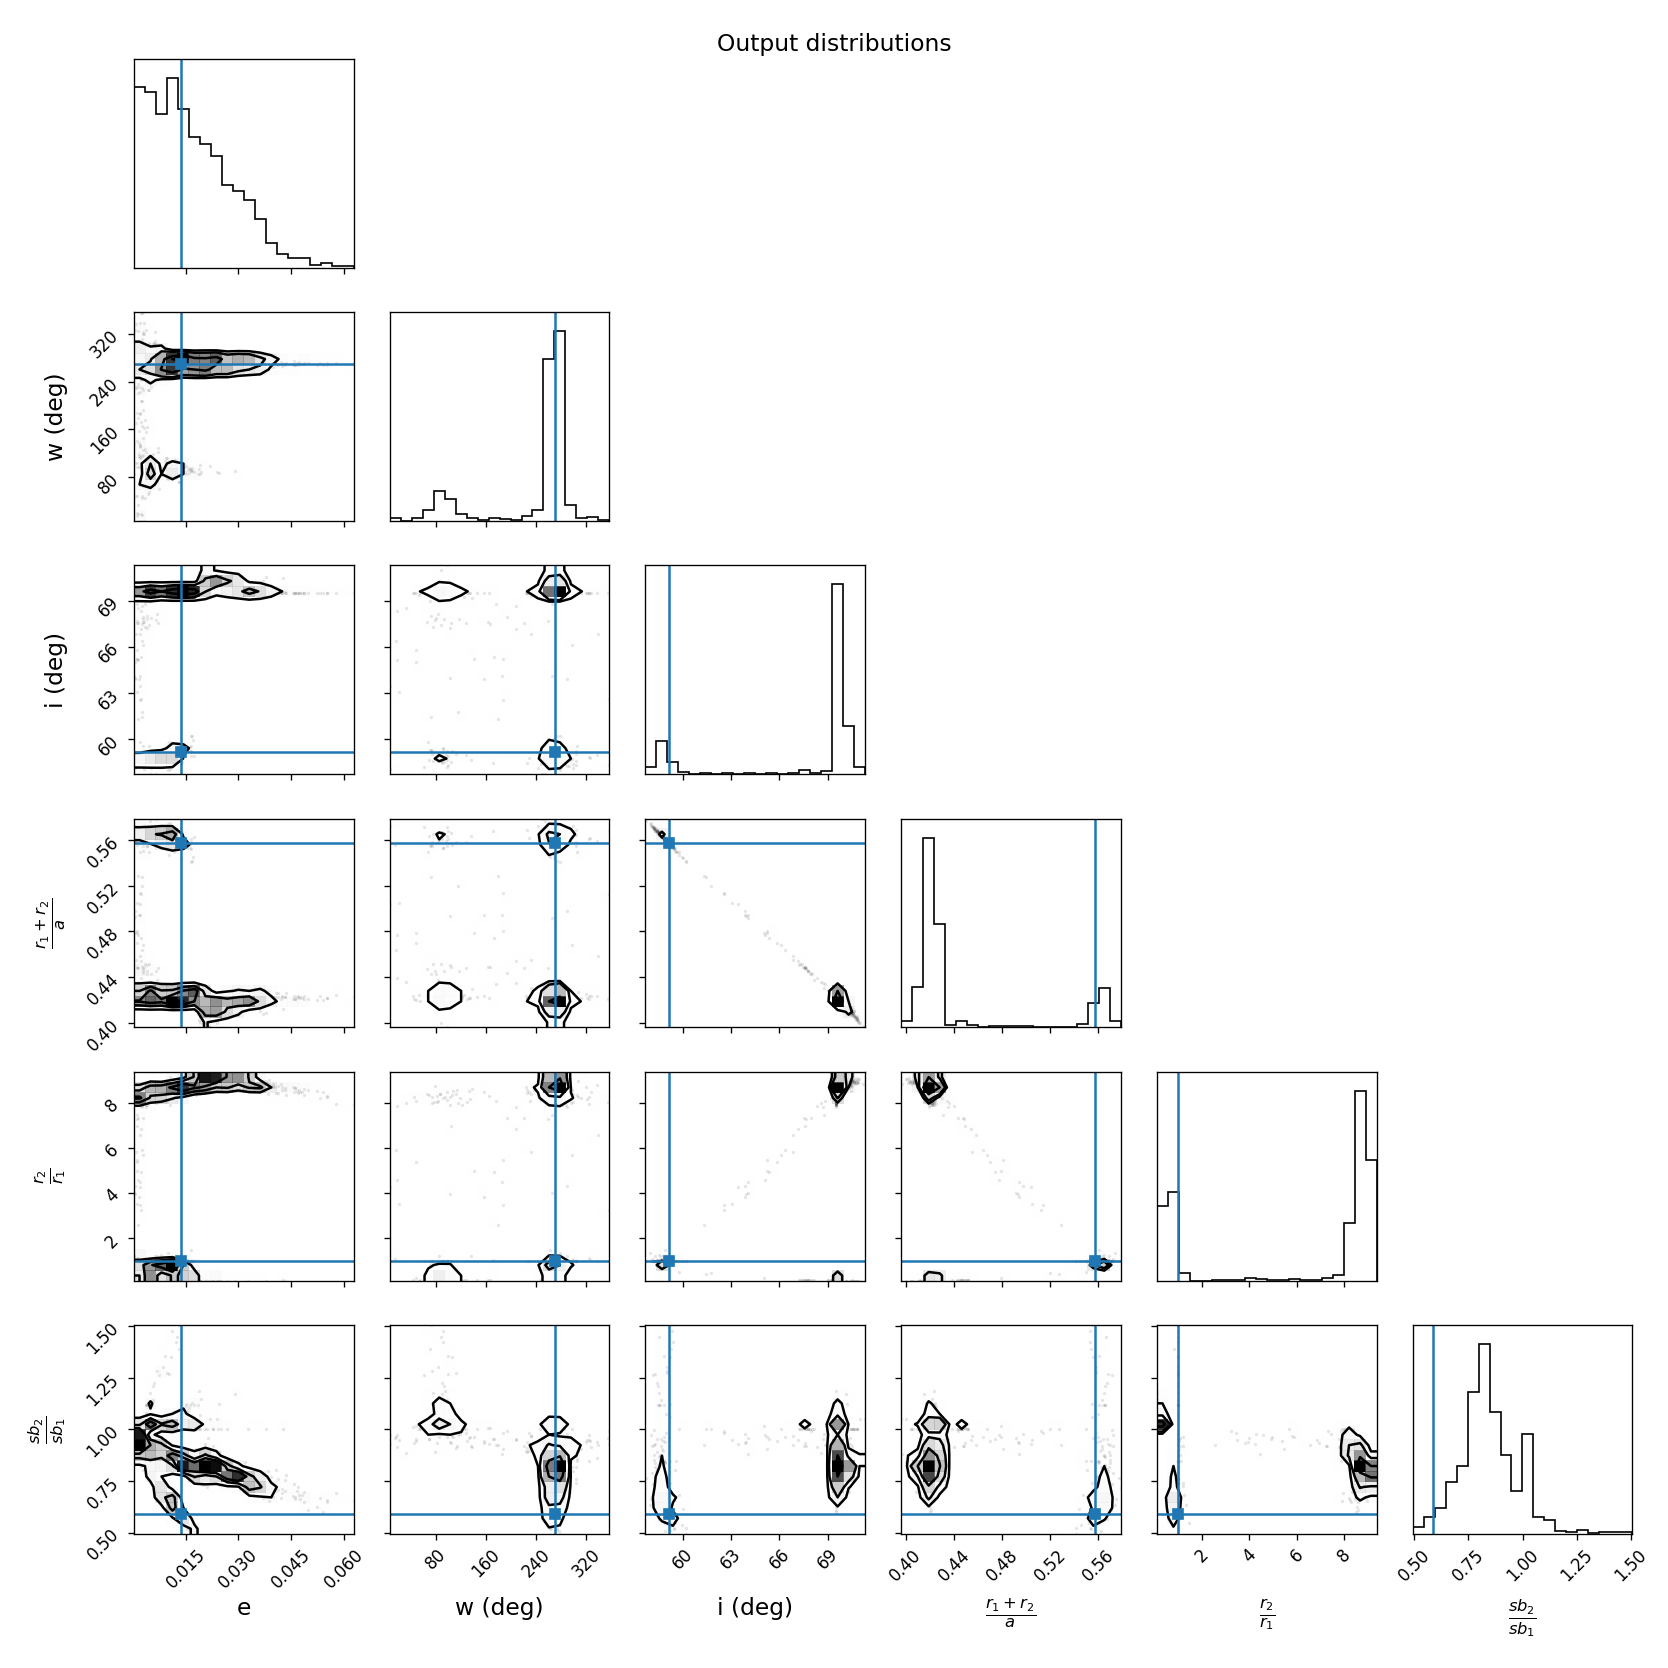 Output distributions
w (deg)
320
240
160
80
i (deg)
69
66
63
60
r₁ + r₂
a
0.56
0.52
0.48
0.44
0.40
r₂
r₁
8
6
4
2
sb₂
sb₁
1.50
1.25
1.00
0.75
0.50
0.015 0.030 0.045 0.060
80 160 240 320
60 63 66 69
0.40 0.44 0.48 0.52 0.56
2 4 6 8
0.50 0.75 1.00 1.25 1.50
e
w (deg)
i (deg)
r₁ + r₂
a
r₂
r₁
sb₂
sb₁